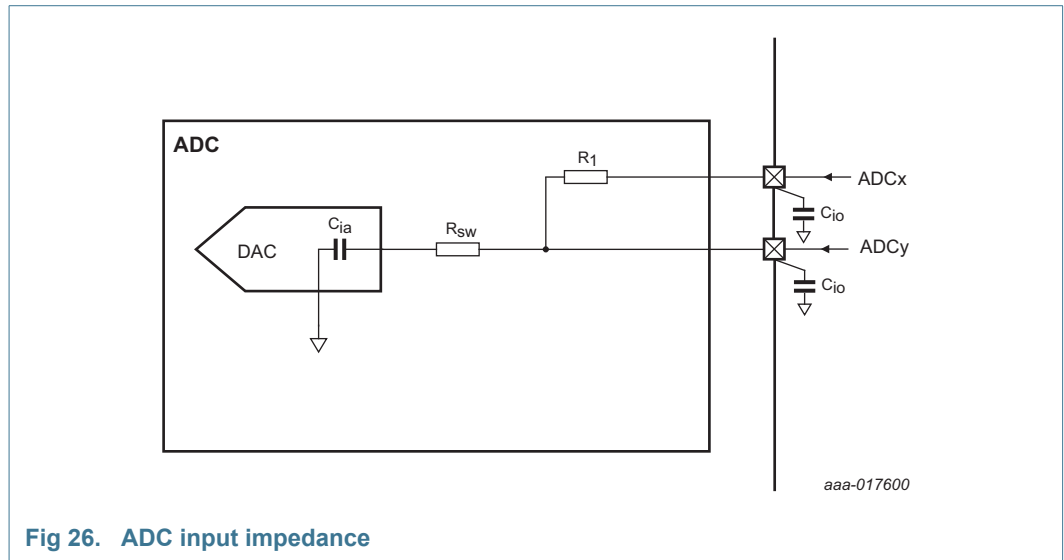 ADC
R1
ADCx
Cio
Cia
Rsw
DAC
ADCy
Cio
aaa-017600
Fig 26. ADC input impedance